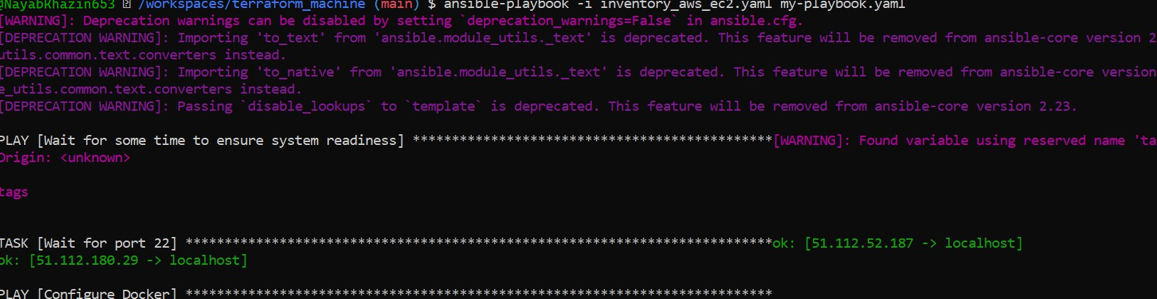 @NayabKhazin653 /workspaces/terraform_machine (main) $ ansible-playbook -i inventory_aws_ec2.yaml my-playbook.yaml
[WARNING]: Deprecation warnings can be disabled by setting `deprecation_warnings=False` in ansible.cfg.
[DEPRECATION WARNING]: Importing 'to_text' from 'ansible.module_utils._text' is deprecated. This feature will be removed from ansible-core version 2
utils.common.text.converters instead.
[DEPRECATION WARNING]: Importing 'to_native' from 'ansible.module_utils._text' is deprecated. This feature will be removed from ansible-core version
e_utils.common.text.converters instead.
[DEPRECATION WARNING]: Passing `disable_lookups` to `template` is deprecated. This feature will be removed from ansible-core version 2.23.
PLAY [Wait for some time to ensure system readiness] **********************************************[WARNING]: Found variable using reserved name 'ta
Origin: <unknown>
tags
TASK [Wait for port 22] ***************************************************************************ok: [51.112.52.187 -> localhost]
ok: [51.112.180.29 -> localhost]
PLAY [Configure Docker] ***************************************************************************